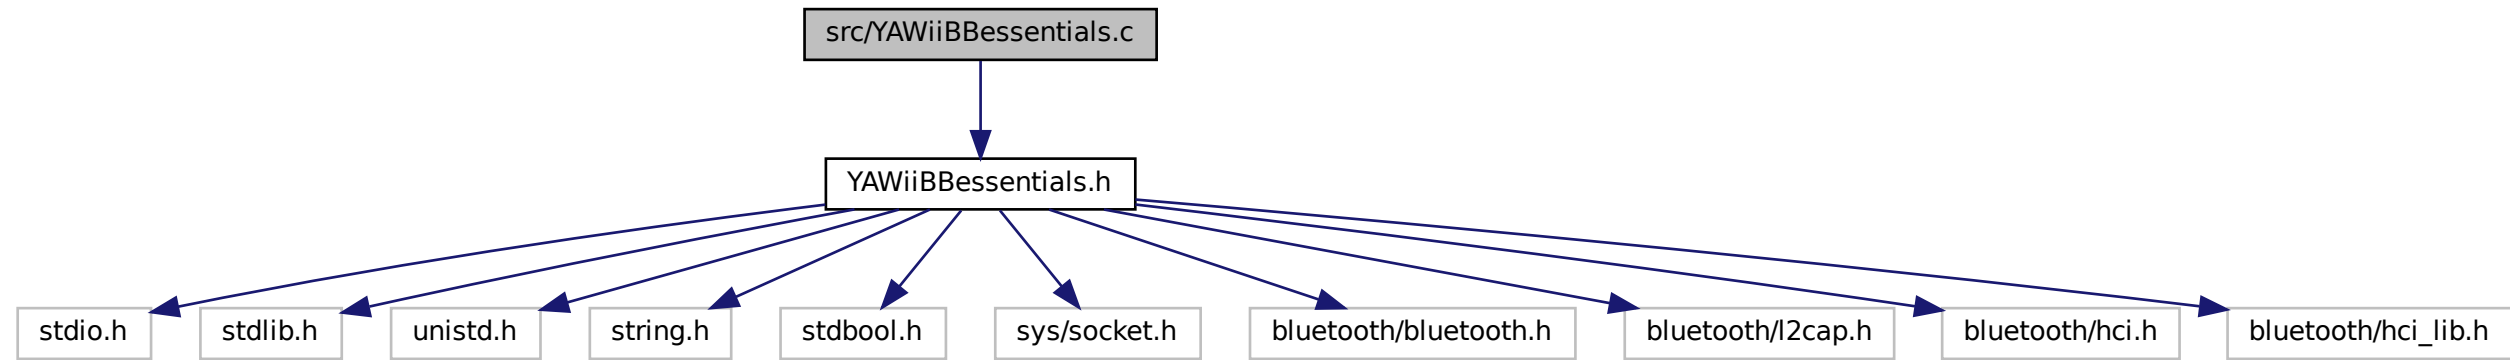 src/YAWiiBBessentials.c
YAWiiBBessentials.h
stdio.h
stdlib.h
unistd.h
string.h
stdbool.h
sys/socket.h
bluetooth/bluetooth.h
bluetooth/l2cap.h
bluetooth/hci.h
bluetooth/hci_lib.h